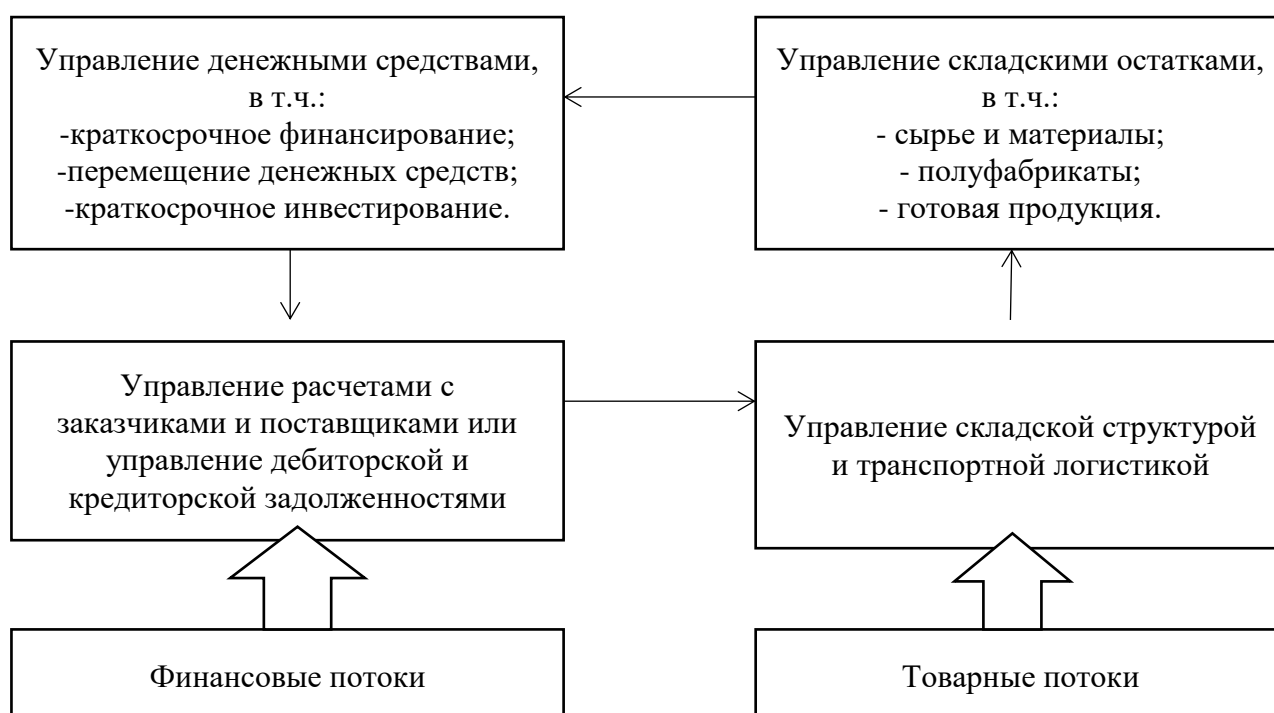 Управление денежными средствами,
в т.ч.:
-краткосрочное финансирование;
-перемещение денежных средств;
-краткосрочное инвестирование.
Управление складскими остатками,
в т.ч.:
- сырье и материалы;
- полуфабрикаты;
- готовая продукция.
Управление расчетами с
заказчиками и поставщиками или
управление дебиторской и
кредиторской задолженностями
Управление складской структурой
и транспортной логистикой
Финансовые потоки
Товарные потоки